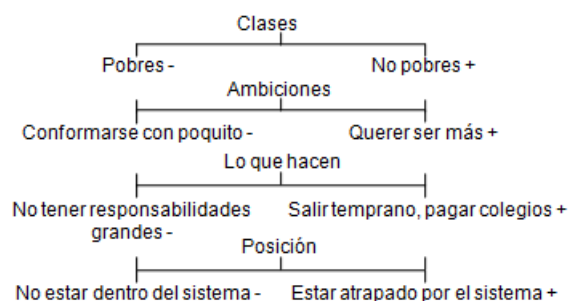 Clases
Pobres - No pobres +
Ambiciones
Conformarse con poquito - Querer ser más +
Lo que hacen
No tener responsabilidades Salir temprano, pagar colegios +
grandes -
Posición
No estar dentro del sistema - Estar atrapado por el sistema +